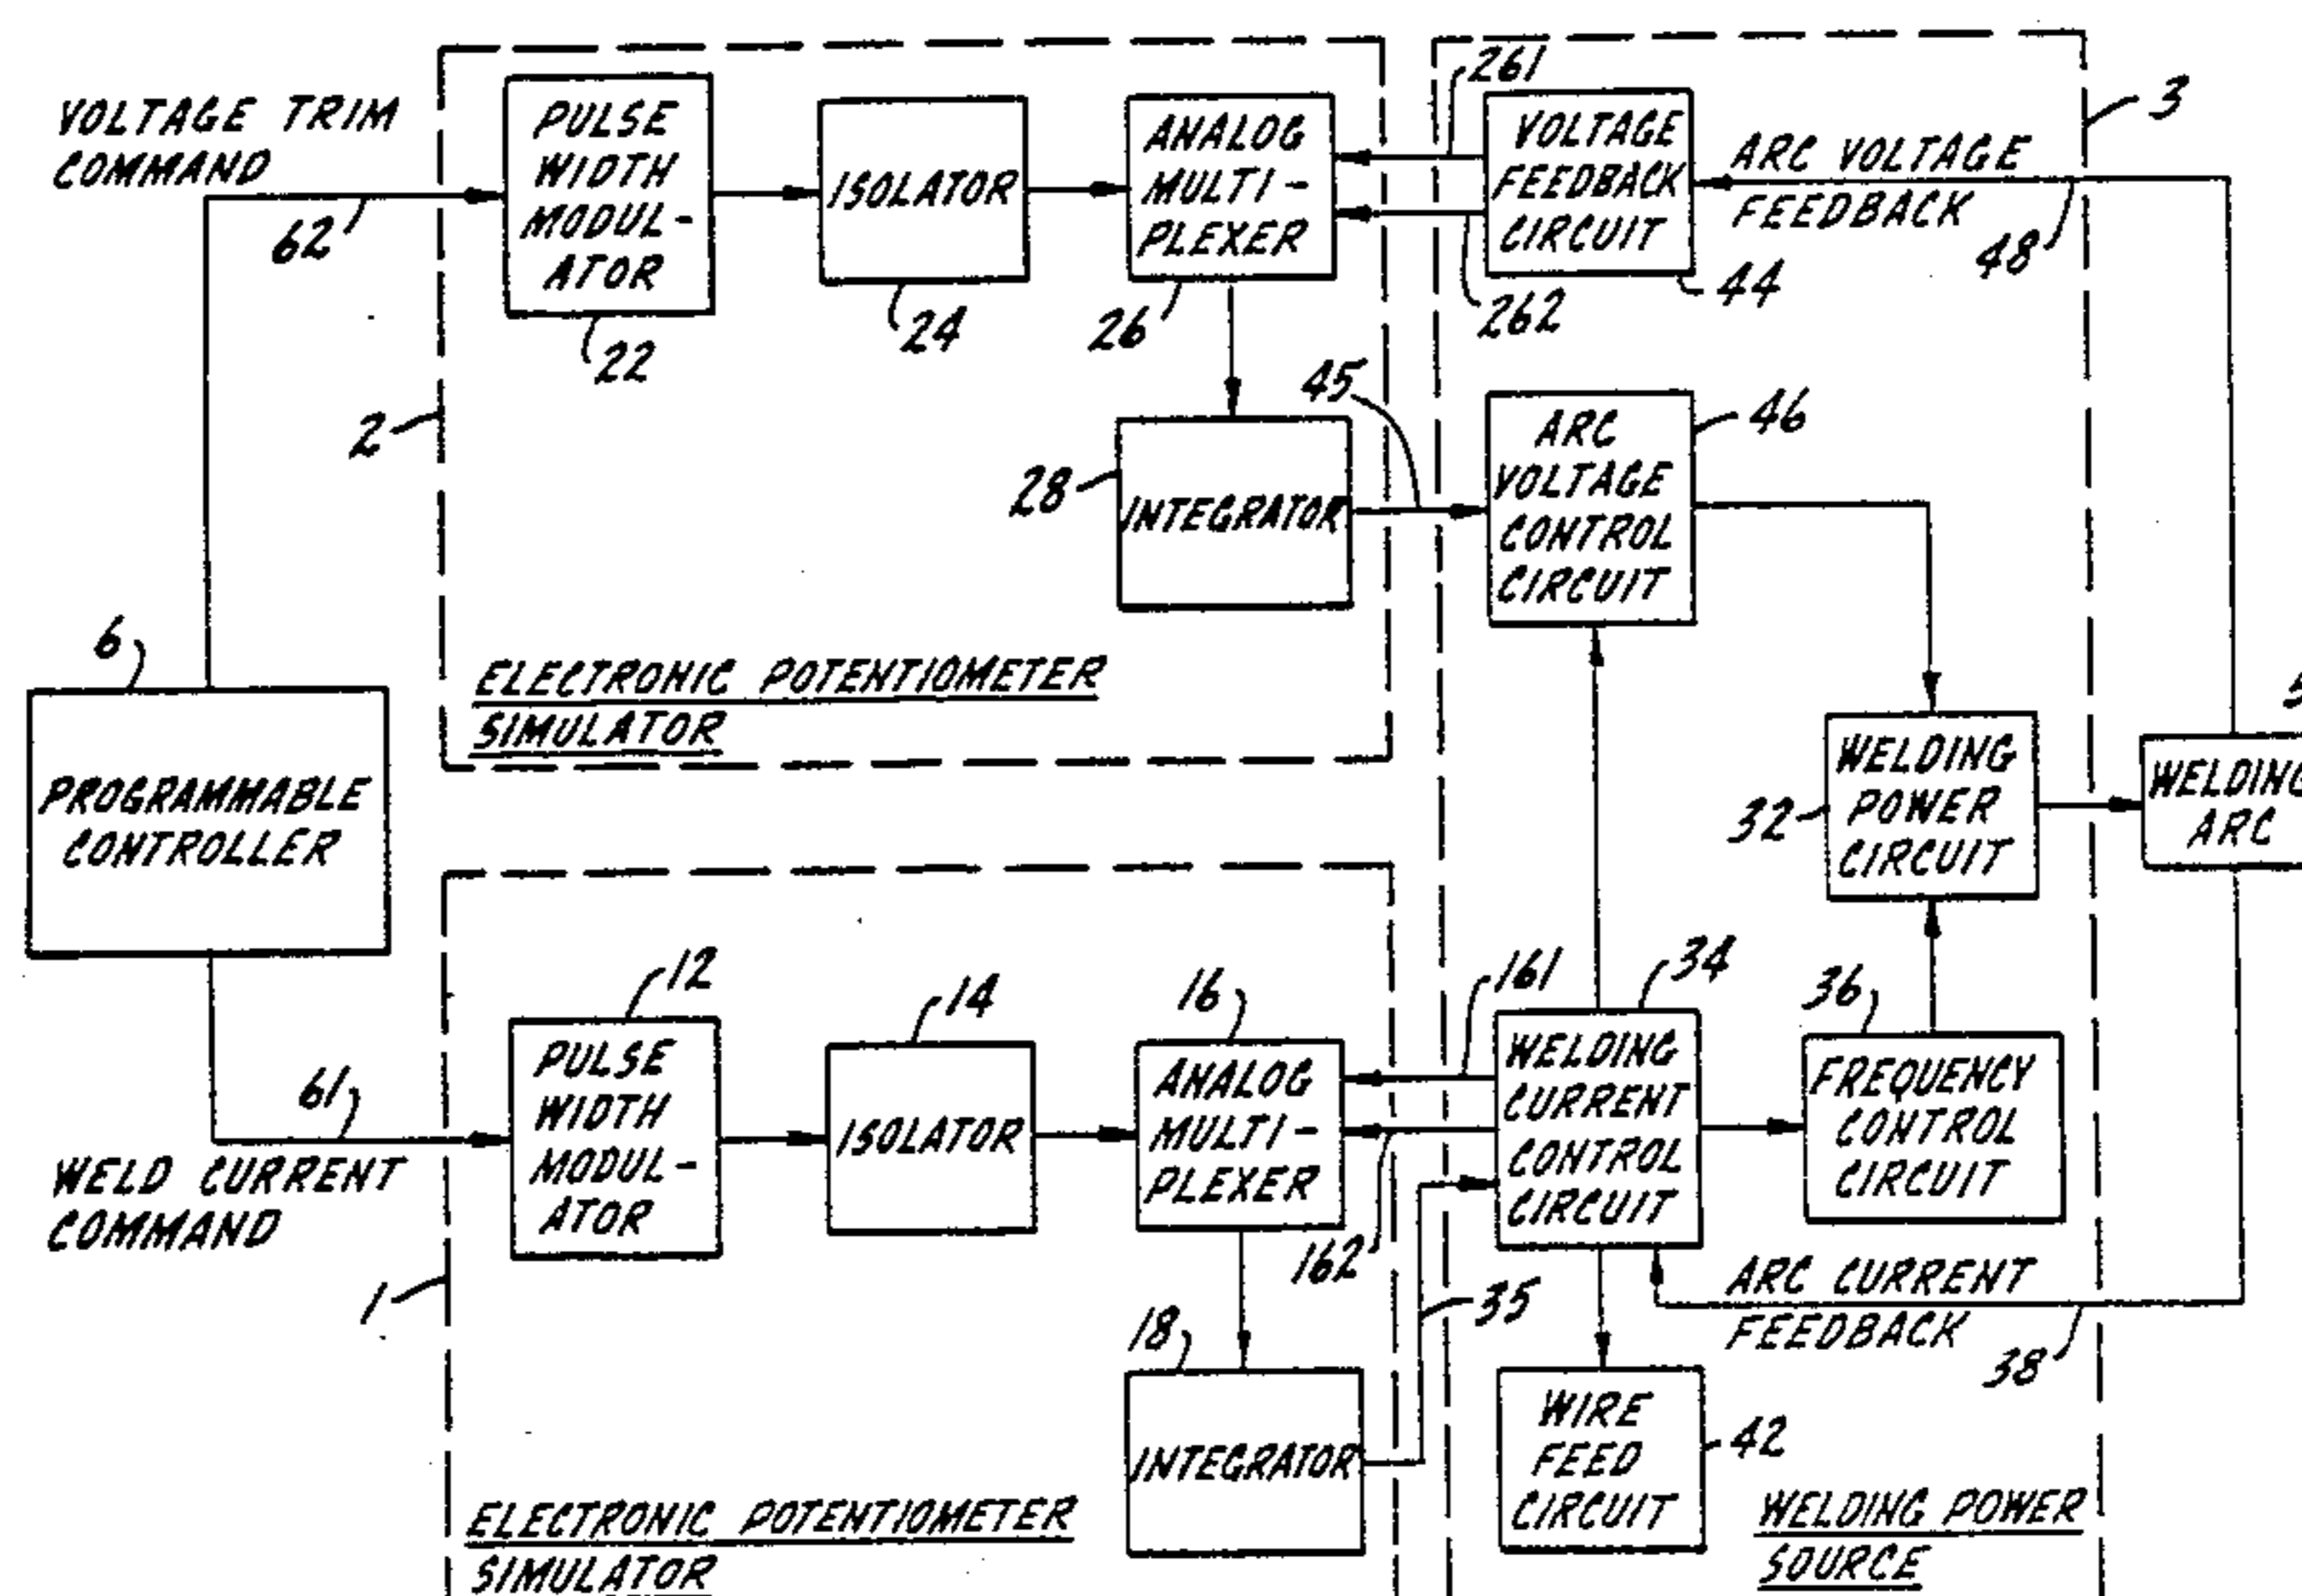 VOLTAGE TRIM
COMMAND
62
2
PULSE
WIDTH
MODUL-
ATOR
22
ISOLATOR
24
ANALOG
MULTI-
PLEXER
26
261
262
VOLTAGE
FEEDBACK
CIRCUIT
44
ARC VOLTAGE
FEEDBACK
48
3
28
INTEGRATOR
45
ARC
VOLTAGE
CONTROL
CIRCUIT
46
ELECTRONIC POTENTIOMETER
SIMULATOR
6
PROGRAMMABLE
CONTROLLER
WELDING
POWER
CIRCUIT
32
5
WELDING
ARC
61
WELD CURRENT
COMMAND
1
12
PULSE
WIDTH
MODUL-
ATOR
14
ISOLATOR
16
ANALOG
MULTI-
PLEXER
161
162
34
WELDING
CURRENT
CONTROL
CIRCUIT
36
FREQUENCY
CONTROL
CIRCUIT
ARC CURRENT
FEEDBACK
38
35
18
INTEGRATOR
WIRE
FEED
CIRCUIT
42
ELECTRONIC POTENTIOMETER
SIMULATOR
WELDING POWER
SOURCE